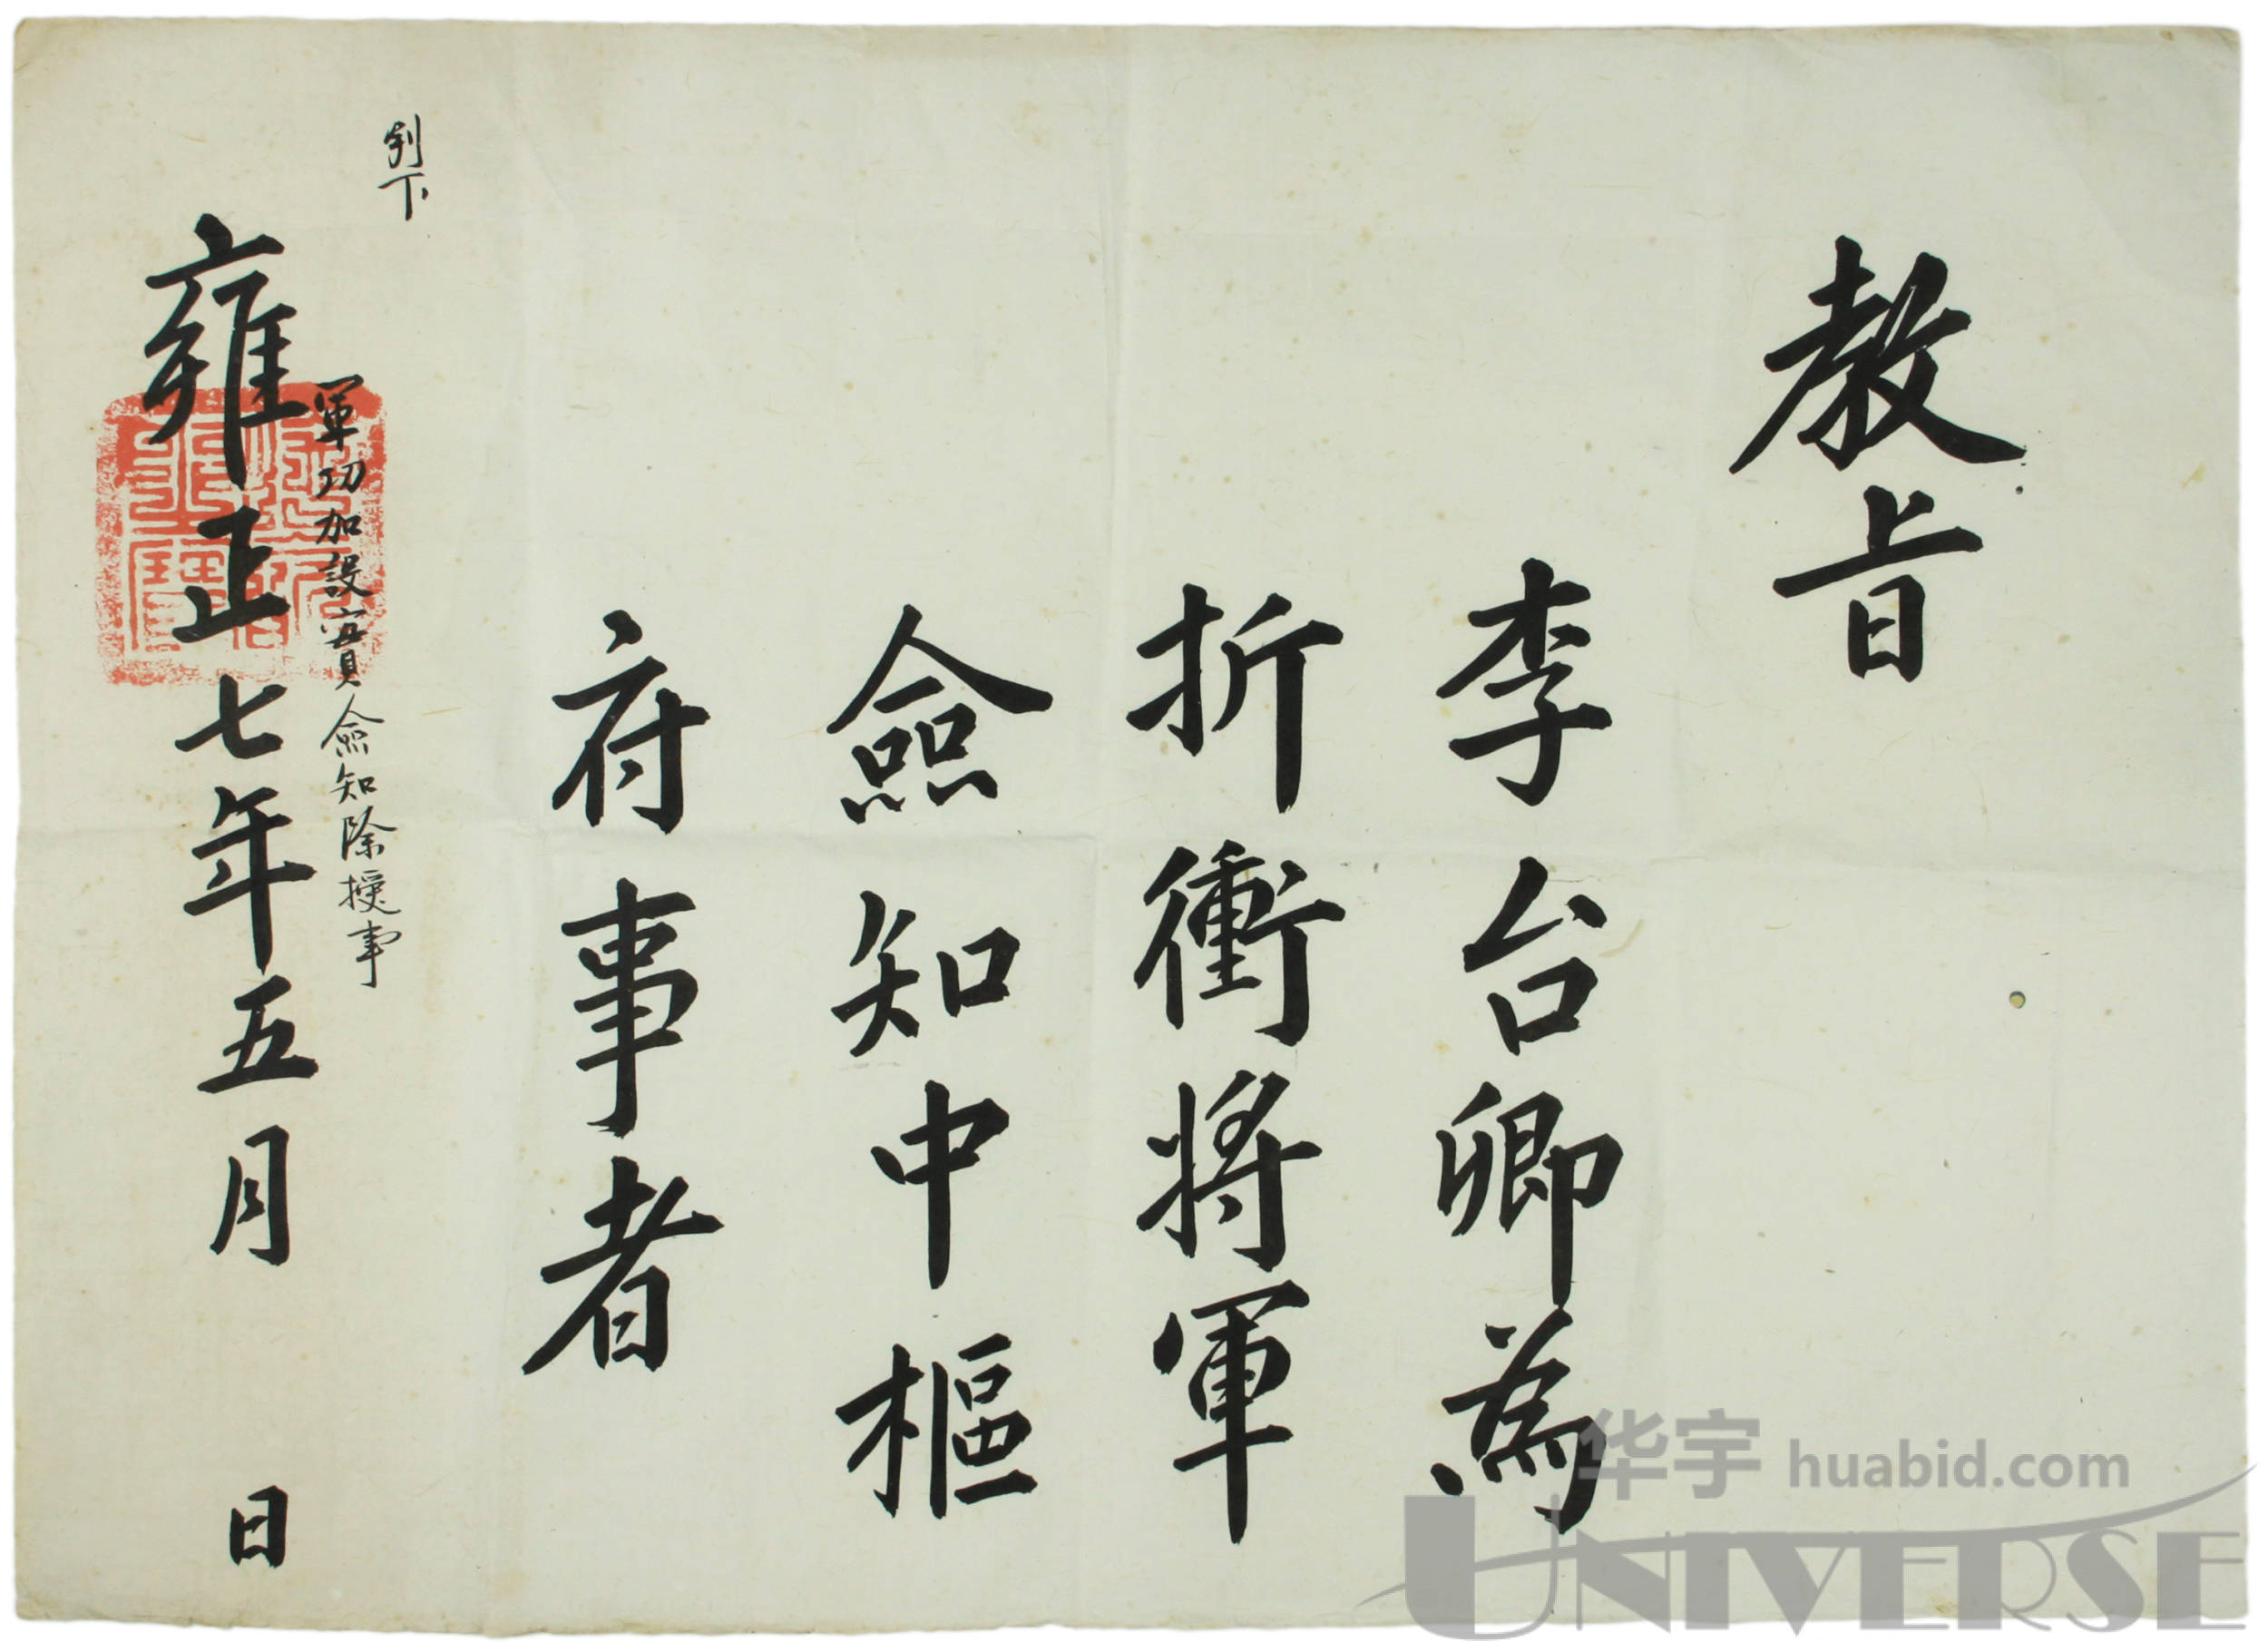 教旨
李台卿為
折衝將軍
僉知中樞
府事者
判下
軍功加設實僉知除授事
雍正七年五月 日
华宇 huabid.com
UNIVERSE